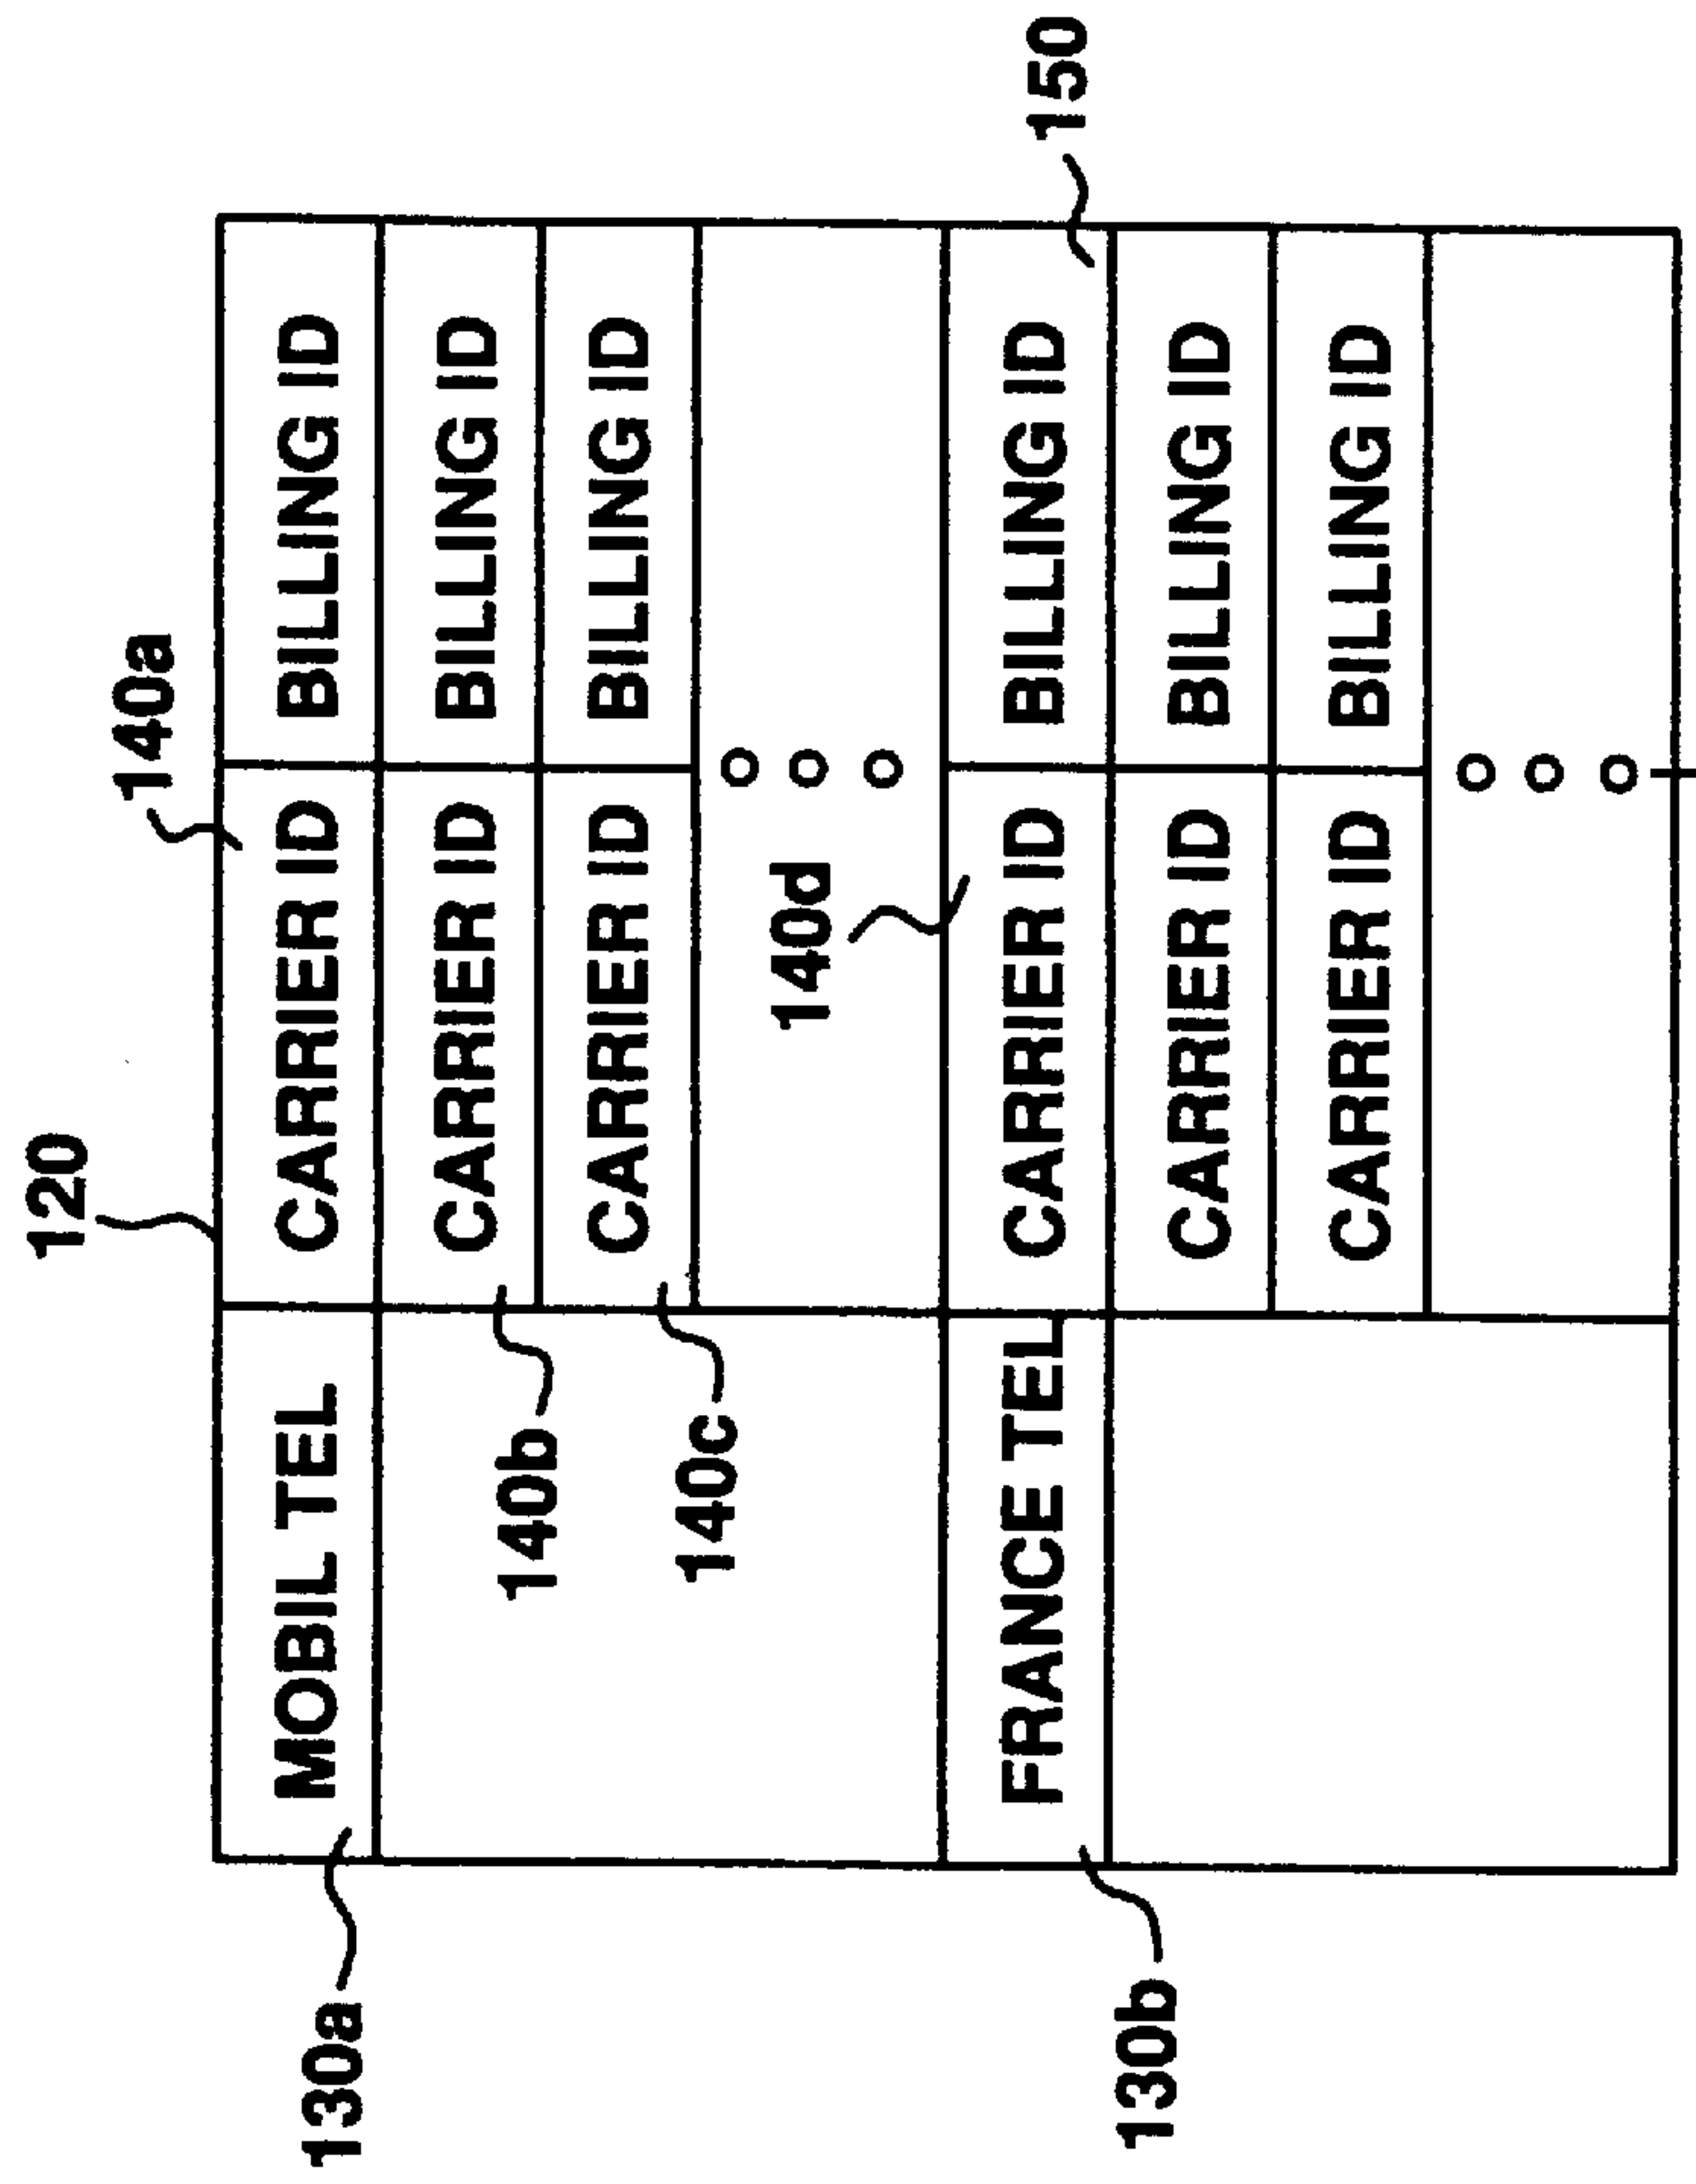 120
140a
130a
MOBIL TEL CARRIER ID BILLING ID
CARRIER ID BILLING ID
140b
CARRIER ID BILLING ID
140c
140d
150
130b
FRANCE TEL CARRIER ID BILLING ID
CARRIER ID BILLING ID
CARRIER ID BILLING ID